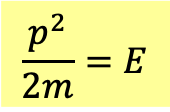 p²/2m = E